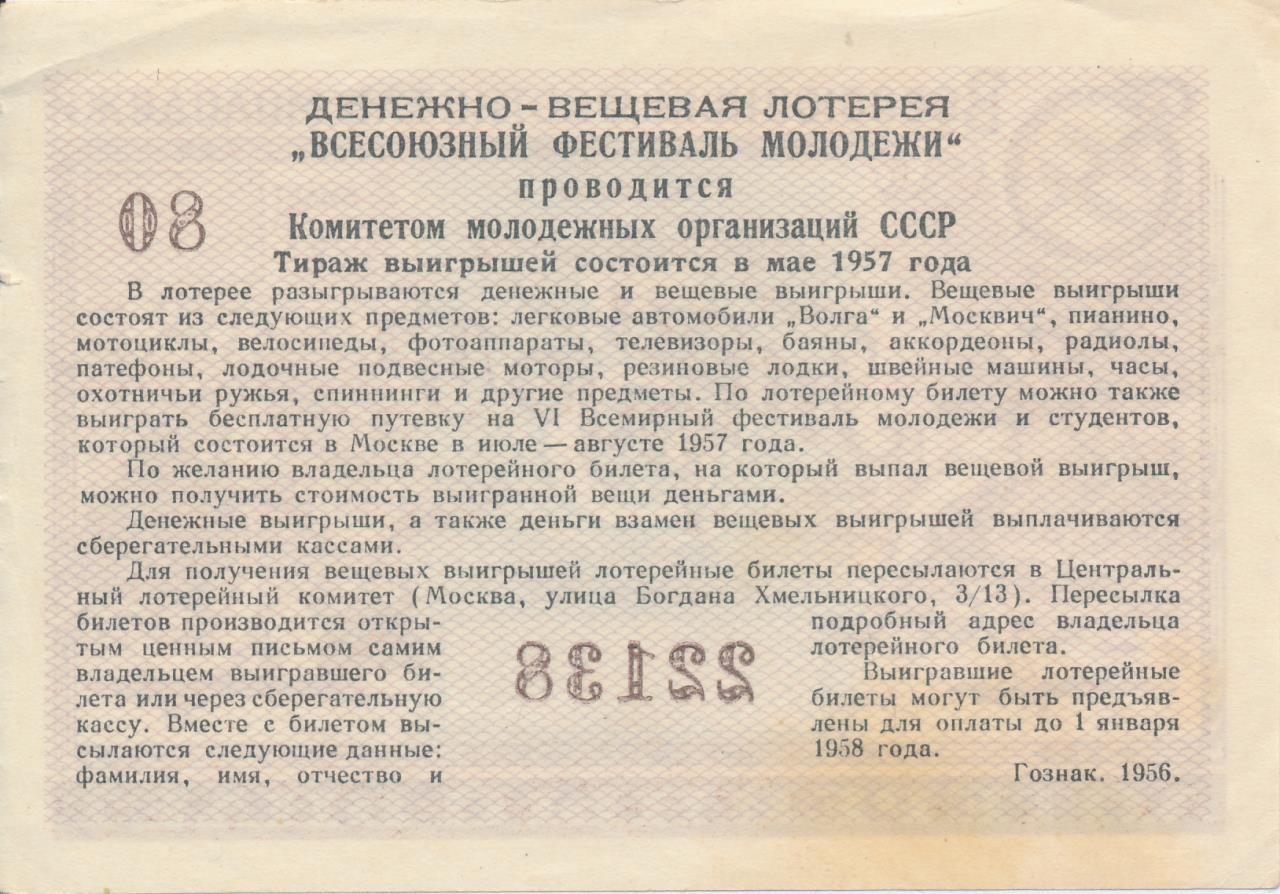 ДЕНЕЖНО - ВЕЩЕВАЯ ЛОТЕРЕЯ
„ВСЕСОЮЗНЫЙ ФЕСТИВАЛЬ МОЛОДЕЖИ“
проводится
80
Комитетом молодежных организаций СССР
Тираж выигрышей состоится в мае 1957 года
В лотерее разыгрываются денежные и вещевые выигрыши. Вещевые выигрыши
состоят из следующих предметов: легковые автомобили „Волга“ и „Москвич“, пианино,
мотоциклы, велосипеды, фотоаппараты, телевизоры, баяны, аккордеоны, радиолы,
патефоны, лодочные подвесные моторы, резиновые лодки, швейные машины, часы,
охотничьи ружья, спиннинги и другие предметы. По лотерейному билету можно также
выиграть бесплатную путевку на VI Всемирный фестиваль молодежи и студентов,
который состоится в Москве в июле — августе 1957 года.
По желанию владельца лотерейного билета, на который выпал вещевой выигрыш,
можно получить стоимость выигранной вещи деньгами.
Денежные выигрыши, а также деньги взамен вещевых выигрышей выплачиваются
сберегательными кассами.
Для получения вещевых выигрышей лотерейные билеты пересылаются в Централь-
ный лотерейный комитет (Москва, улица Богдана Хмельницкого, 3/13). Пересылка
билетов производится откры-
тым ценным письмом самим
владельцем выигравшего би-
лета или через сберегательную
кассу. Вместе с билетом вы-
сылаются следующие данные:
фамилия, имя, отчество и
22138
подробный адрес владельца
лотерейного билета.
Выигравшие лотерейные
билеты могут быть предъяв-
лены для оплаты до 1 января
1958 года.
Гознак. 1956.